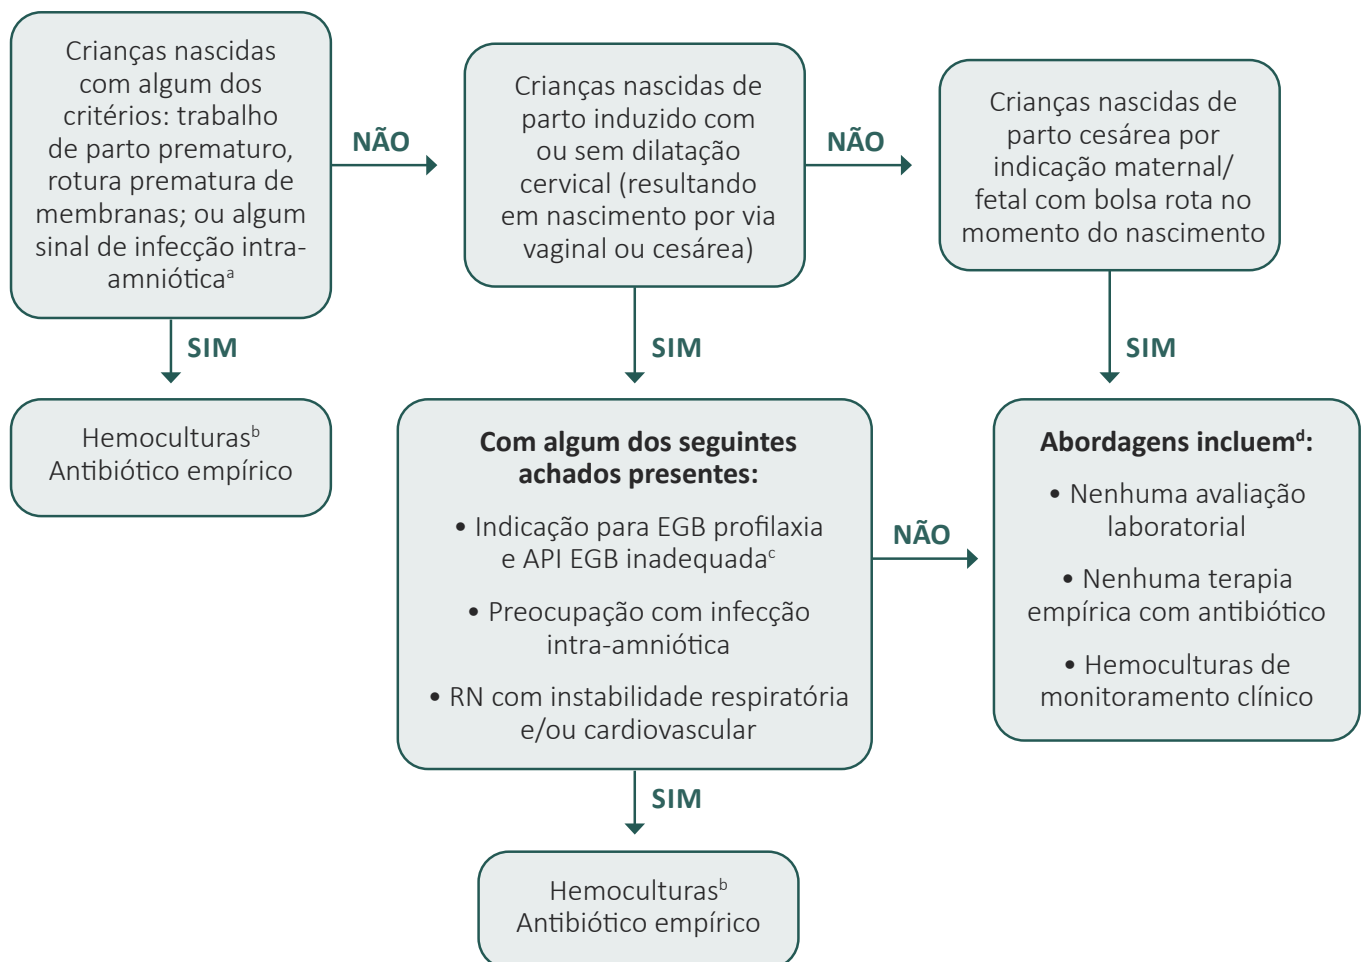 Crianças nascidas
com algum dos
critérios: trabalho
de parto prematuro,
rotura prematura de
membranas; ou algum
sinal de infecção intra-
amnióticaᵃ
NÃO
Crianças nascidas de
parto induzido com
ou sem dilatação
cervical (resultando
em nascimento por via
vaginal ou cesárea)
NÃO
Crianças nascidas de
parto cesárea por
indicação maternal/
fetal com bolsa rota no
momento do nascimento
SIM
SIM
SIM
Hemoculturasᵇ
Antibiótico empírico
Com algum dos seguintes
achados presentes:
• Indicação para EGB profilaxia
e API EGB inadequadaᶜ
• Preocupação com infecção
intra-amniótica
• RN com instabilidade respiratória
e/ou cardiovascular
NÃO
Abordagens incluemᵈ:
• Nenhuma avaliação
laboratorial
• Nenhuma terapia
empírica com antibiótico
• Hemoculturas de
monitoramento clínico
SIM
Hemoculturasᵇ
Antibiótico empírico